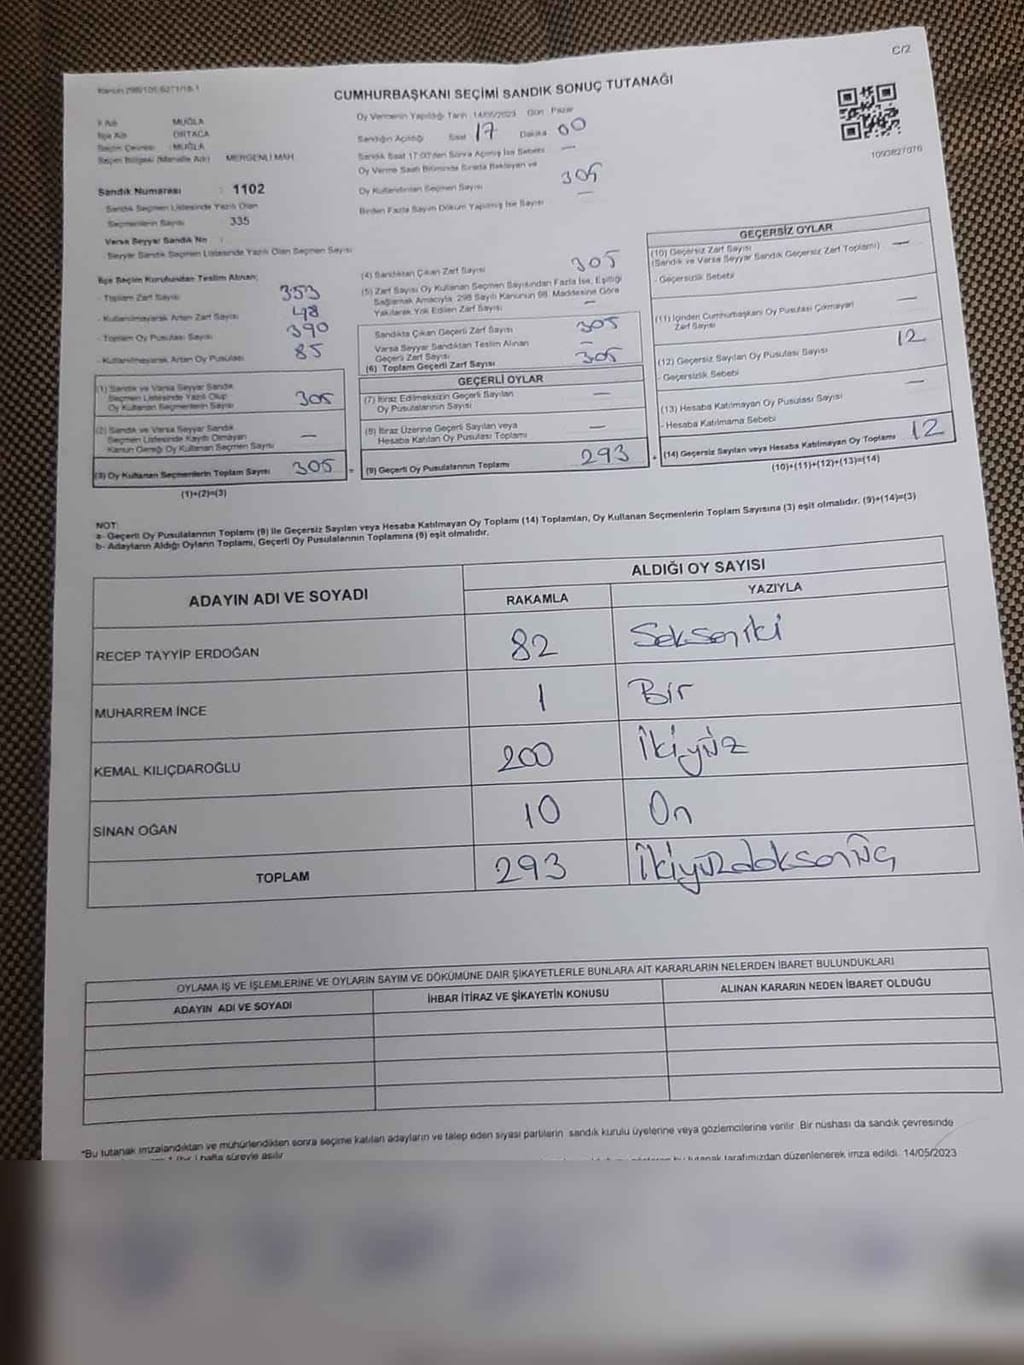 C/2
CUMHURBAŞKANI SEÇİMİ SANDIK SONUÇ TUTANAĞI
İl Adı : MUĞLA
İlçe Adı : ORTACA
Seçim Çevresi : MUĞLA
Seçim Bölgesi (Mahalle Adı) : MERGENLİ MAH.
Sandık Numarası : 1102
Sandık Seçmen Listesinde Yazılı Olan
Seçmenlerin Sayısı : 335
Varsa Seyyar Sandık No :
Seyyar Sandık Seçmen Listesinde Yazılı Olan Seçmen Sayısı
Oy Vermenin Yapıldığı Tarih 14/05/2023 Gün Pazar
Sandığın Açıldığı Saat 17 Dakika 00
Sandık Saat 17:00'den Sonra Açılmış İse Sebebi —
Oy Verme Saati Bitiminde Sırada Bekleyen ve
Oy Kullandırılan Seçmen Sayısı 305
Birden Fazla Sayım Döküm Yapılmış İse Sayısı —
1093827076
İlçe Seçim Kurulundan Teslim Alınan;
- Toplam Zarf Sayısı 353
- Kullanılmayarak Artan Zarf Sayısı 48
- Toplam Oy Pusulası Sayısı 390
- Kullanılmayarak Artan Oy Pusulası 85
(1) Sandık ve Varsa Seyyar Sandık
Seçmen Listesinde Yazılı Olup
Oy Kullanan Seçmenlerin Sayısı 305
(2) Sandık ve Varsa Seyyar Sandık
Seçmen Listesinde Kayıtlı Olmayan
Kanun Gereği Oy Kullanan Seçmen Sayısı —
(3) Oy Kullanan Seçmenlerin Toplam Sayısı 305 =
(1)+(2)=(3)
(4) Sandıktan Çıkan Zarf Sayısı 305
(5) Zarf Sayısı Oy Kullanan Seçmen Sayısından Fazla İse, Eşitliği
Sağlamak Amacıyla, 298 Sayılı Kanunun 98. Maddesine Göre
Yakılarak Yok Edilen Zarf Sayısı —
Sandıkta Çıkan Geçerli Zarf Sayısı 305
Varsa Seyyar Sandıktan Teslim Alınan
Geçerli Zarf Sayısı —
(6) Toplam Geçerli Zarf Sayısı 305
GEÇERLİ OYLAR
(7) İtiraz Edilmeksizin Geçerli Sayılan
Oy Pusulalarının Sayısı —
(8) İtiraz Üzerine Geçerli Sayılan veya
Hesaba Katılan Oy Pusulası Toplamı —
(9) Geçerli Oy Pusulalarının Toplamı 293 +
GEÇERSİZ OYLAR
(10) Geçersiz Zarf Sayısı
(Sandık ve Varsa Seyyar Sandık Geçersiz Zarf Toplamı) —
- Geçersizlik Sebebi
(11) İçinden Cumhurbaşkanı Oy Pusulası Çıkmayan
Zarf Sayısı —
(12) Geçersiz Sayılan Oy Pusulası Sayısı 12
- Geçersizlik Sebebi
(13) Hesaba Katılmayan Oy Pusulası Sayısı —
- Hesaba Katılmama Sebebi
(14) Geçersiz Sayılan veya Hesaba Katılmayan Oy Toplamı 12
(10)+(11)+(12)+(13)=(14)
NOT:
a- Geçerli Oy Pusulalarının Toplamı (9) ile Geçersiz Sayılan veya Hesaba Katılmayan Oy Toplamı (14) Toplamları, Oy Kullanan Seçmenlerin Toplam Sayısına (3) eşit olmalıdır. (9)+(14)=(3)
b- Adayların Aldığı Oyların Toplamı, Geçerli Oy Pusulalarının Toplamına (9) eşit olmalıdır.
ADAYIN ADI VE SOYADI
ALDIĞI OY SAYISI
RAKAMLA YAZIYLA
RECEP TAYYİP ERDOĞAN 82 Seksen iki
MUHARREM İNCE 1 Bir
KEMAL KILIÇDAROĞLU 200 İkiyüz
SİNAN OĞAN 10 On
TOPLAM 293 İkiyüzdoksanüç
OYLAMA İŞ VE İŞLEMLERİNE VE OYLARIN SAYIM VE DÖKÜMÜNE DAİR ŞİKAYETLERLE BUNLARA AİT KARARLARIN NELERDEN İBARET BULUNDUKLARI
ADAYIN ADI VE SOYADI İHBAR İTİRAZ VE ŞİKAYETİN KONUSU ALINAN KARARIN NEDEN İBARET OLDUĞU
*Bu tutanak imzalandıktan ve mühürlendikten sonra seçime katılan adayların ve talep eden siyasi partilerin sandık kurulu üyelerine veya gözlemcilerine verilir. Bir nüshası da sandık çevresinde
hafta süreyle asılır. bu tutanak tarafımızdan düzenlenerek imza edildi. 14/05/2023